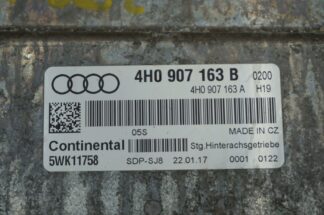 4H0 907 163 B 0200
4H0 907 163 A H19
05S MADE IN CZ
Continental Stg.Hinterachsgetriebe
5WK11758 SDP-SJ8 22.01.17 0001 0122